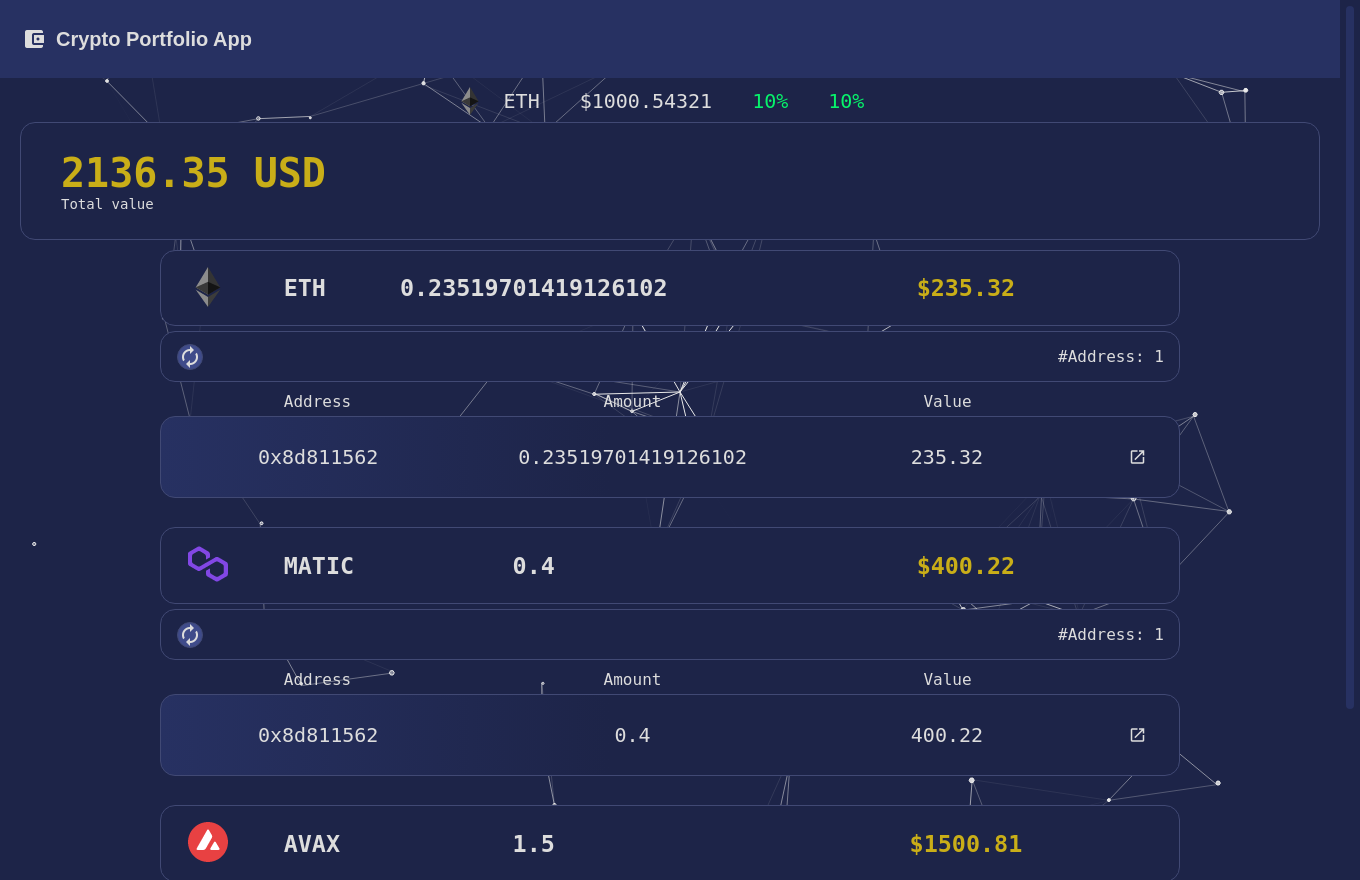 Crypto Portfolio App
ETH $1000.54321 10% 10%
2136.35 USD
Total value
ETH 0.23519701419126102 $235.32
#Address: 1
Address Amount Value
0x8d811562 0.23519701419126102 235.32
MATIC 0.4 $400.22
#Address: 1
Address Amount Value
0x8d811562 0.4 400.22
AVAX 1.5 $1500.81